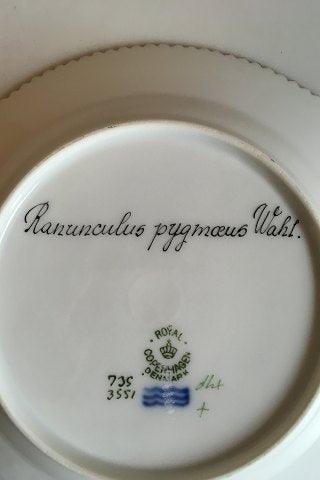 Ranunculus pygmæus Wahl.
ROYAL
COPENHAGEN
DENMARK
735
3551